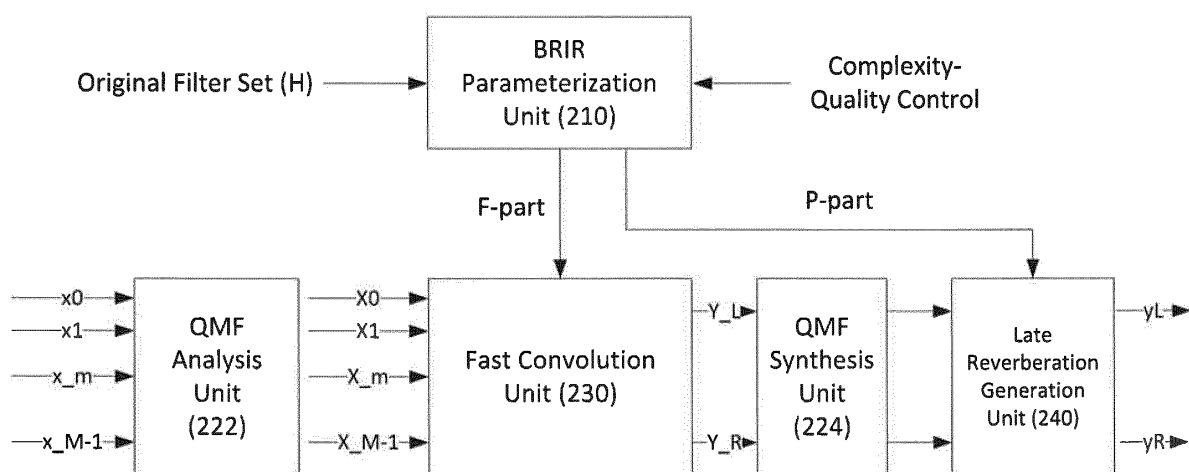 BRIR
Parameterization
Unit (210)
Original Filter Set (H)
Complexity-
Quality Control
F-part
P-part
x0
x1
x_m
x_M-1
QMF
Analysis
Unit
(222)
X0
X1
X_m
X_M-1
Fast Convolution
Unit (230)
Y_L
Y_R
QMF
Synthesis
Unit
(224)
Late
Reverberation
Generation
Unit (240)
yL
yR